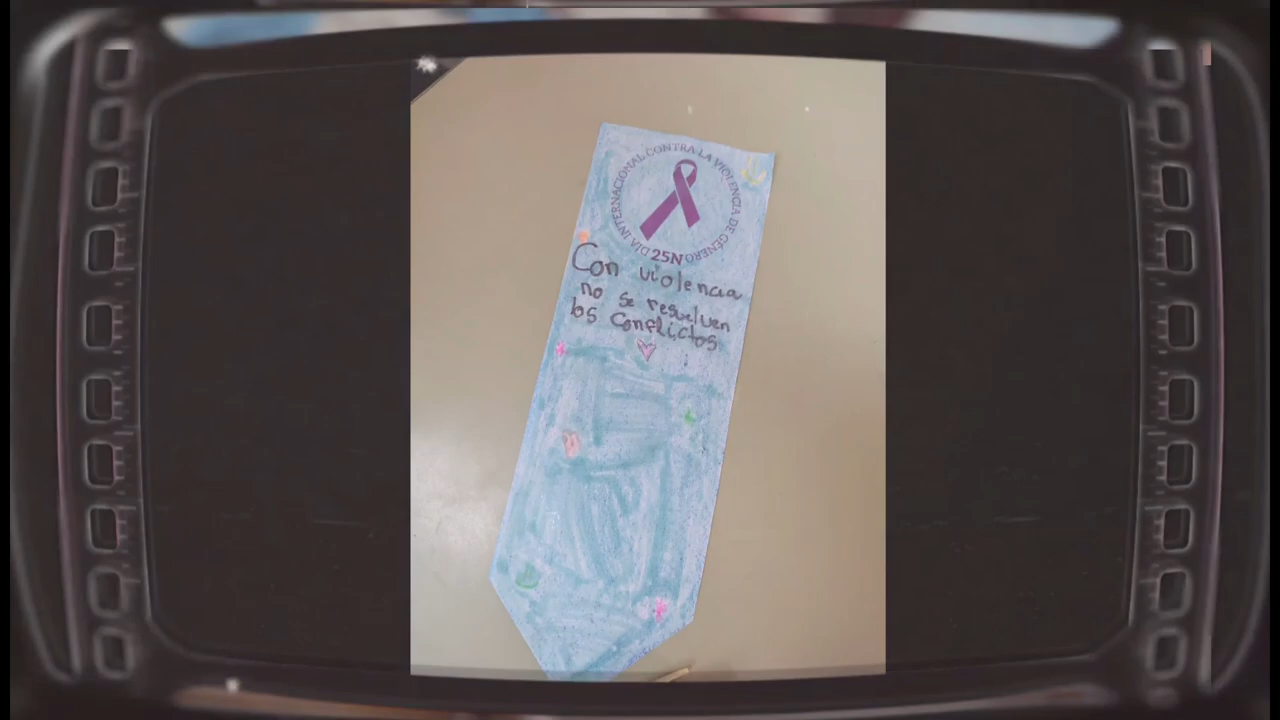 DÍA INTERNACIONAL CONTRA LA VIOLENCIA DE GÉNERO
25N
Con violencia
no se resuelven
los conflictos